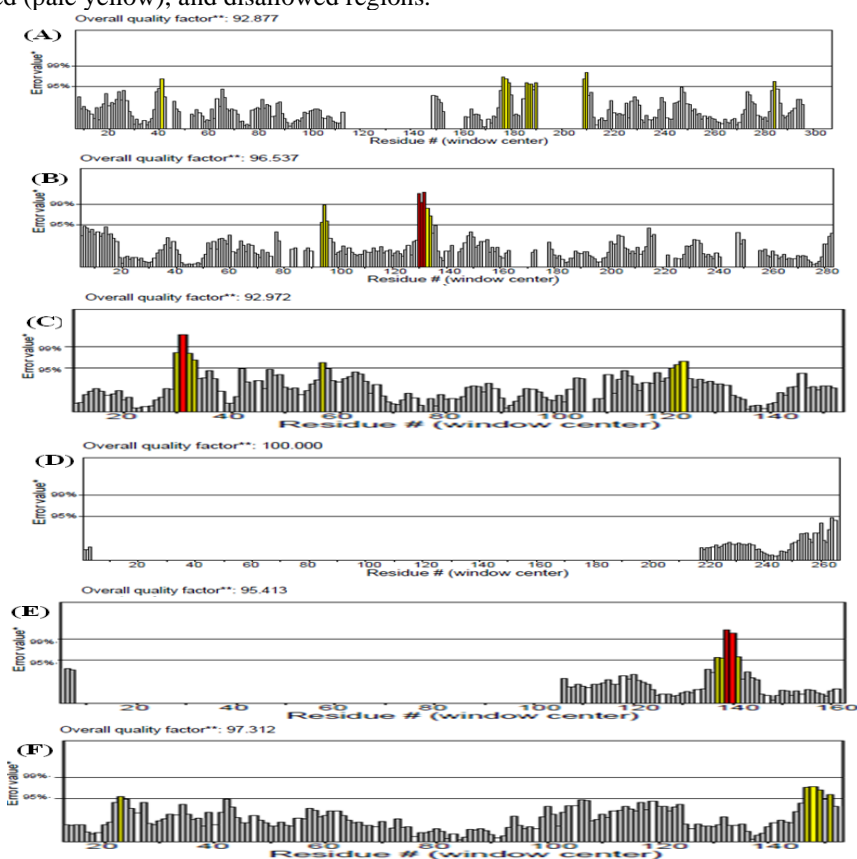 ed (pale yellow), and disallowed regions.
Overall quality factor**: 92.877
(A)
99%
95%
Error value*
20 40 60 80 100 120 140 160 180 200 220 240 260 280 300
Residue # (window center)
Overall quality factor**: 96.537
(B)
99%
95%
Error value*
20 40 60 80 100 120 140 160 180 200 220 240 260 280
Residue # (window center)
Overall quality factor**: 92.972
(C)
99%
95%
Error value*
20 40 60 80 100 120 140
Residue # (window center)
Overall quality factor**: 100.000
(D)
99%
95%
Error value*
20 40 60 80 100 120 140 160 180 200 220 240 260
Residue # (window center)
Overall quality factor**: 95.413
(E)
99%
95%
Error value*
20 40 60 80 100 120 140 160
Residue # (window center)
Overall quality factor**: 97.312
(F)
99%
95%
Error value*
20 40 60 80 100 120 140
Residue # (window center)